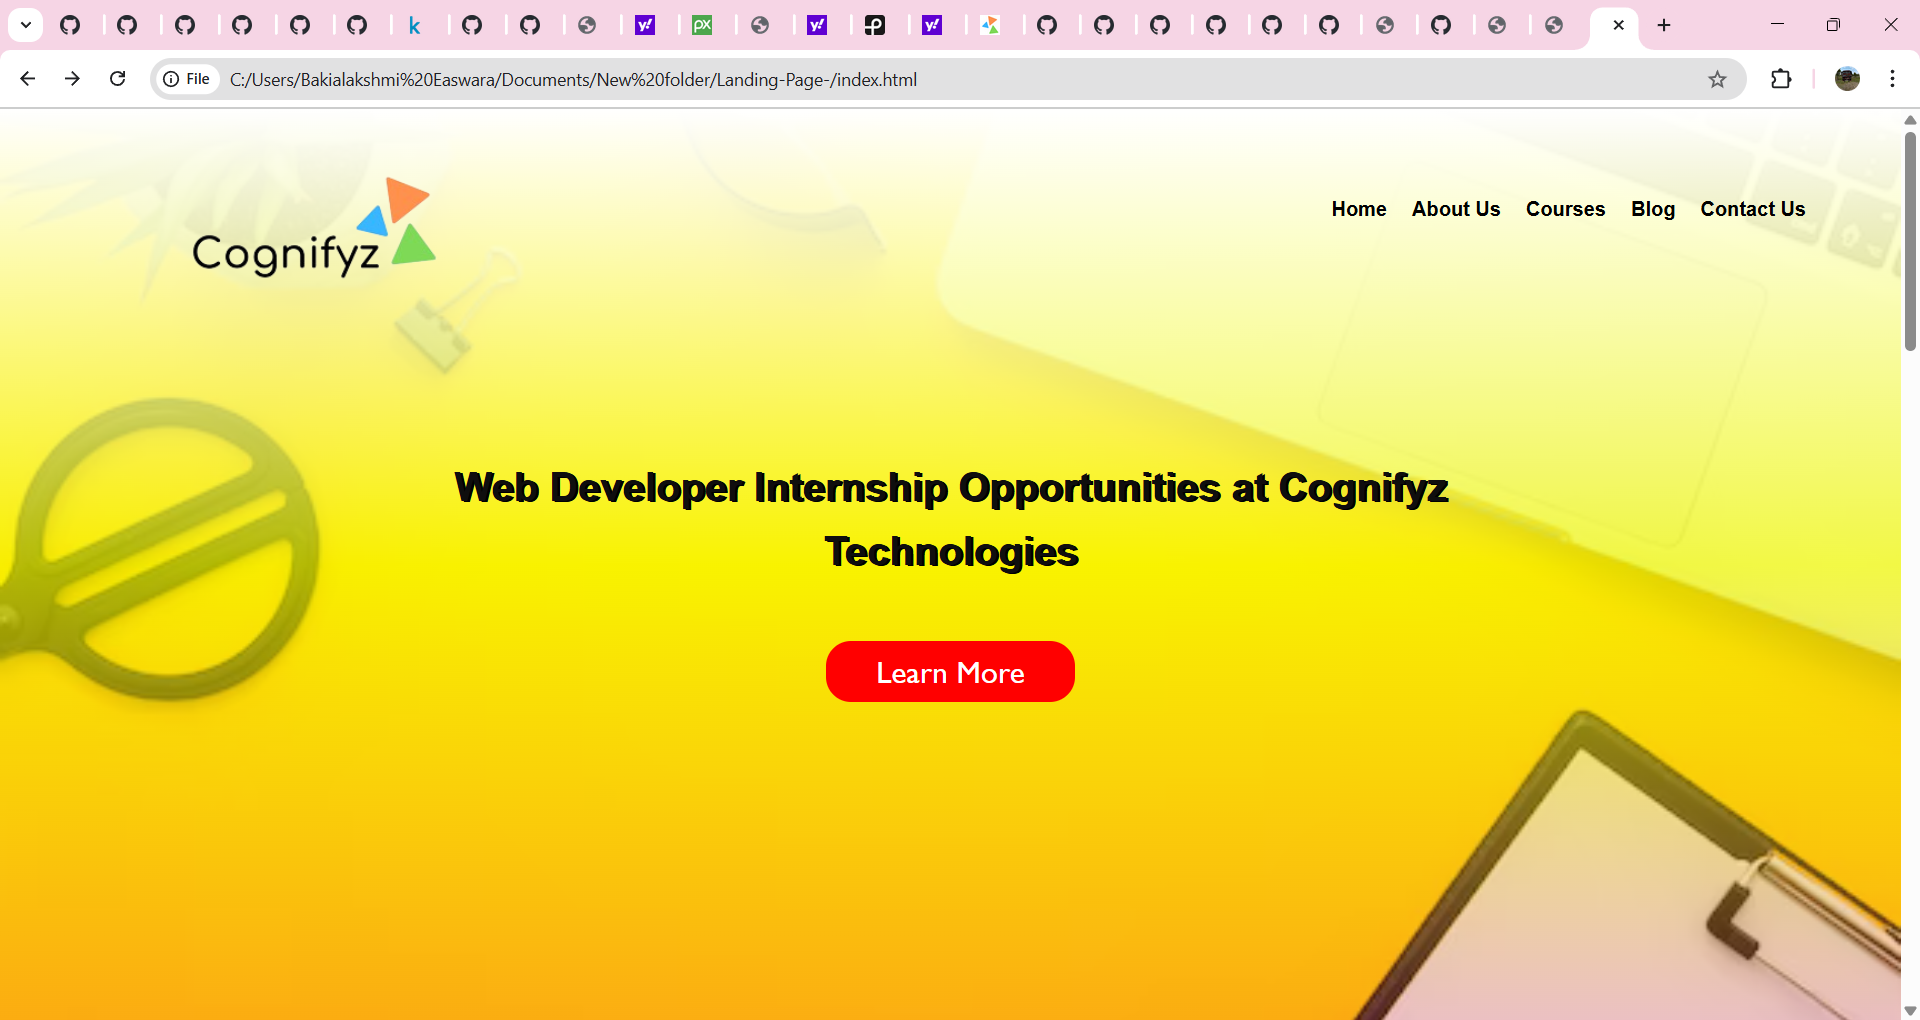 k
y!
px
y!
y!
File
C:/Users/Bakialakshmi%20Easwara/Documents/New%20folder/Landing-Page-/index.html
Cognifyz
Home About Us Courses Blog Contact Us
Web Developer Internship Opportunities at Cognifyz
Technologies
Learn More